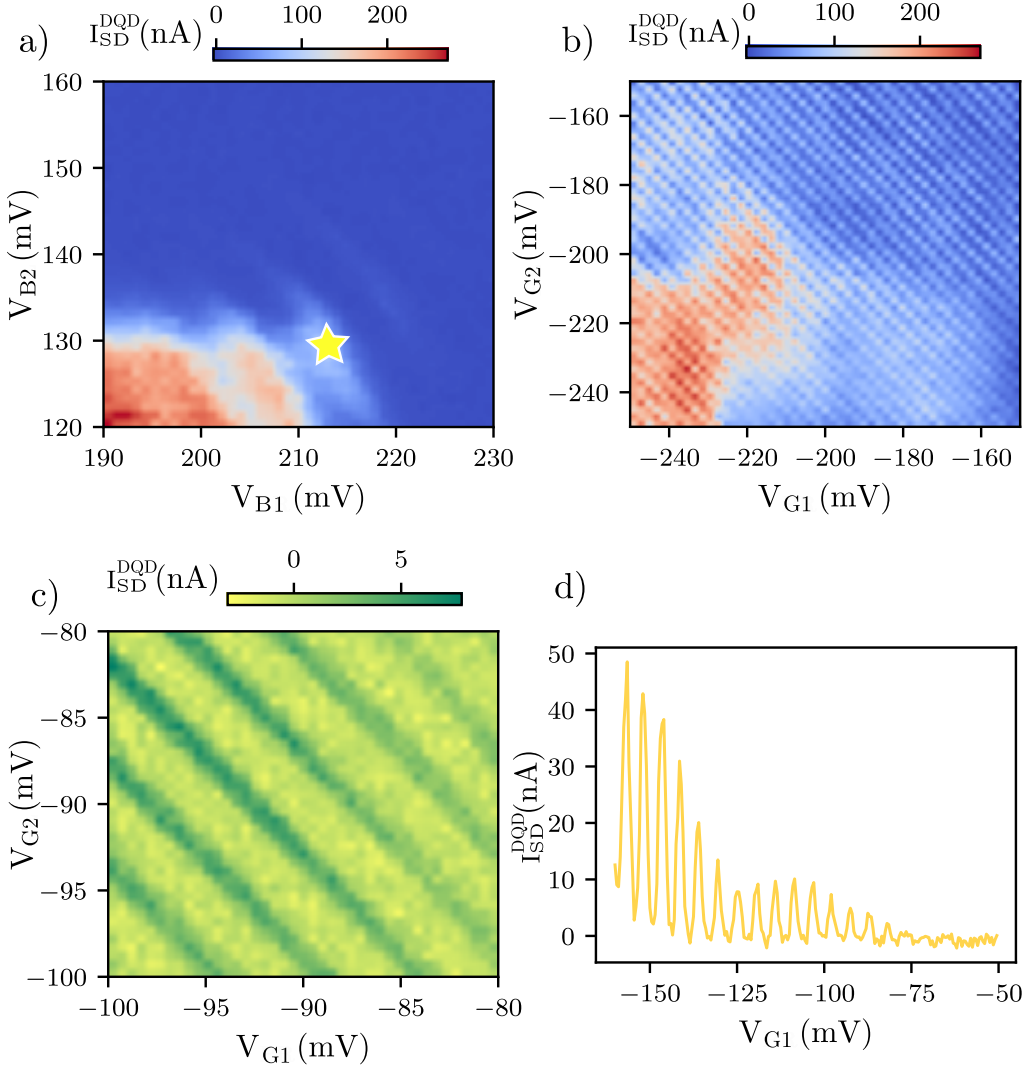 a)
I_SD^DQD(nA)
0 100 200
160
150
140
130
120
V_B2 (mV)
190 200 210 220 230
V_B1 (mV)
b)
I_SD^DQD(nA)
0 100 200
−160
−180
−200
−220
−240
V_G2 (mV)
−240 −220 −200 −180 −160
V_G1 (mV)
c)
I_SD^DQD(nA)
0 5
−80
−85
−90
−95
−100
V_G2 (mV)
−100 −95 −90 −85 −80
V_G1 (mV)
d)
50
40
30
20
10
0
I_SD^DQD(nA)
−150 −125 −100 −75 −50
V_G1 (mV)